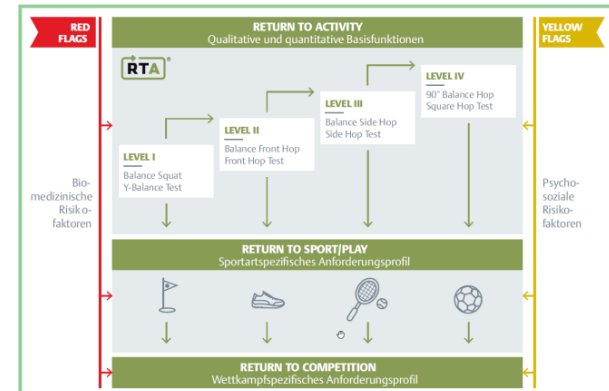 RED
FLAGS
RETURN TO ACTIVITY
Qualitative und quantitative Basisfunktionen
YELLOW
FLAGS
RTA®
LEVEL I
Balance Squat
Y-Balance Test
LEVEL II
Balance Front Hop
Front Hop Test
LEVEL III
Balance Side Hop
Side Hop Test
LEVEL IV
90° Balance Hop
Square Hop Test
Bio-
medizinische
Risiko-
faktoren
Psycho-
soziale
Risiko-
faktoren
RETURN TO SPORT/PLAY
Sportartspezifisches Anforderungsprofil
RETURN TO COMPETITION
Wettkampfspezifisches Anforderungsprofil